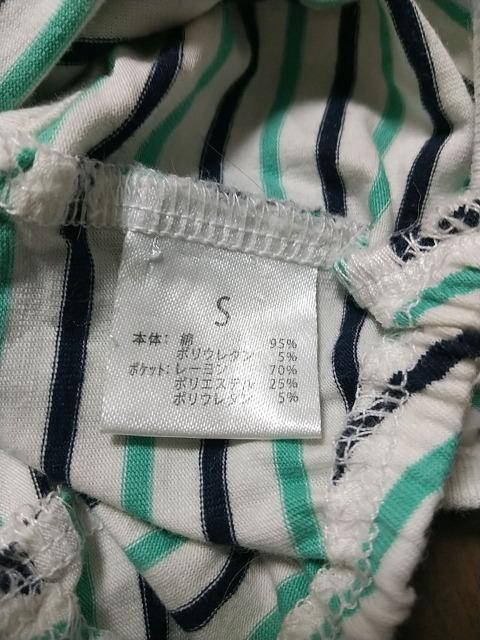 S
本体: 綿 95%
ポリウレタン 5%
ポケット: レーヨン 70%
ポリエステル 25%
ポリウレタン 5%